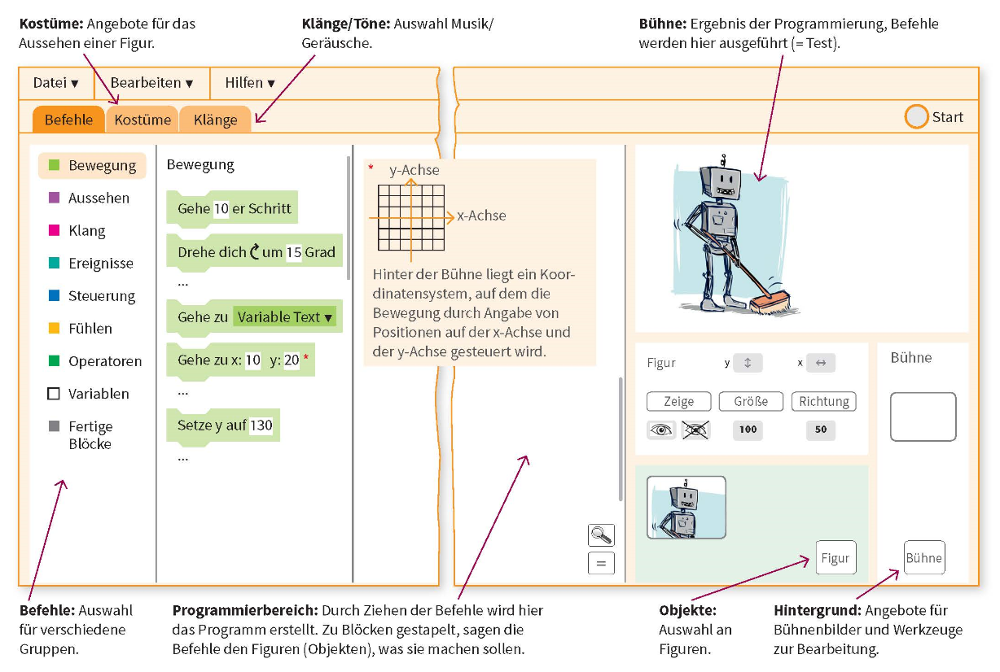 Kostüme: Angebote für das
Aussehen einer Figur.
Klänge/Töne: Auswahl Musik/
Geräusche.
Bühne: Ergebnis der Programmierung, Befehle
werden hier ausgeführt (= Test).
Datei ▼
Bearbeiten ▼
Hilfen ▼
Befehle
Kostüme
Klänge
Start
Bewegung
Aussehen
Klang
Ereignisse
Steuerung
Fühlen
Operatoren
Variablen
Fertige
Blöcke
Bewegung
Gehe 10 er Schritt
Drehe dich um 15 Grad
...
Gehe zu Variable Text ▼
Gehe zu x: 10 y: 20 *
...
Setze y auf 130
...
* y-Achse
x-Achse
Hinter der Bühne liegt ein Koor-
dinatensystem, auf dem die
Bewegung durch Angabe von
Positionen auf der x-Achse und
der y-Achse gesteuert wird.
=
Figur y ↕ x ↔
Zeige Größe Richtung
100 50
Bühne
Figur
Bühne
Befehle: Auswahl
für verschiedene
Gruppen.
Programmierbereich: Durch Ziehen der Befehle wird hier
das Programm erstellt. Zu Blöcken gestapelt, sagen die
Befehle den Figuren (Objekten), was sie machen sollen.
Objekte:
Auswahl an
Figuren.
Hintergrund: Angebote für
Bühnenbilder und Werkzeuge
zur Bearbeitung.